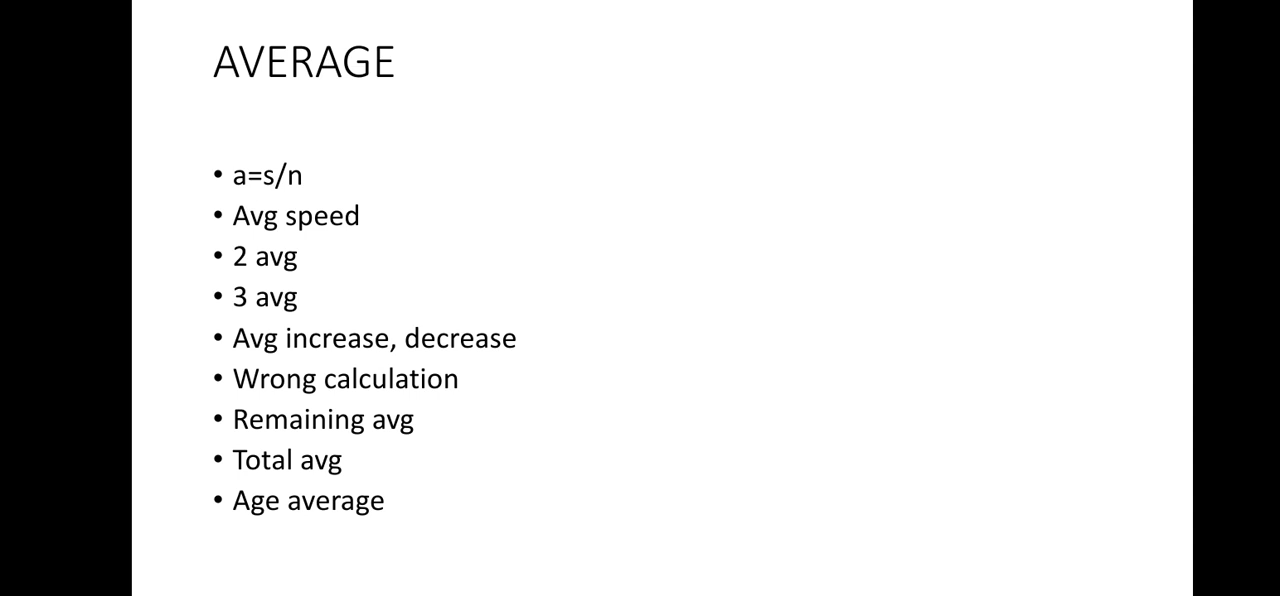 AVERAGE
• a=s/n
• Avg speed
• 2 avg
• 3 avg
• Avg increase, decrease
• Wrong calculation
• Remaining avg
• Total avg
• Age average